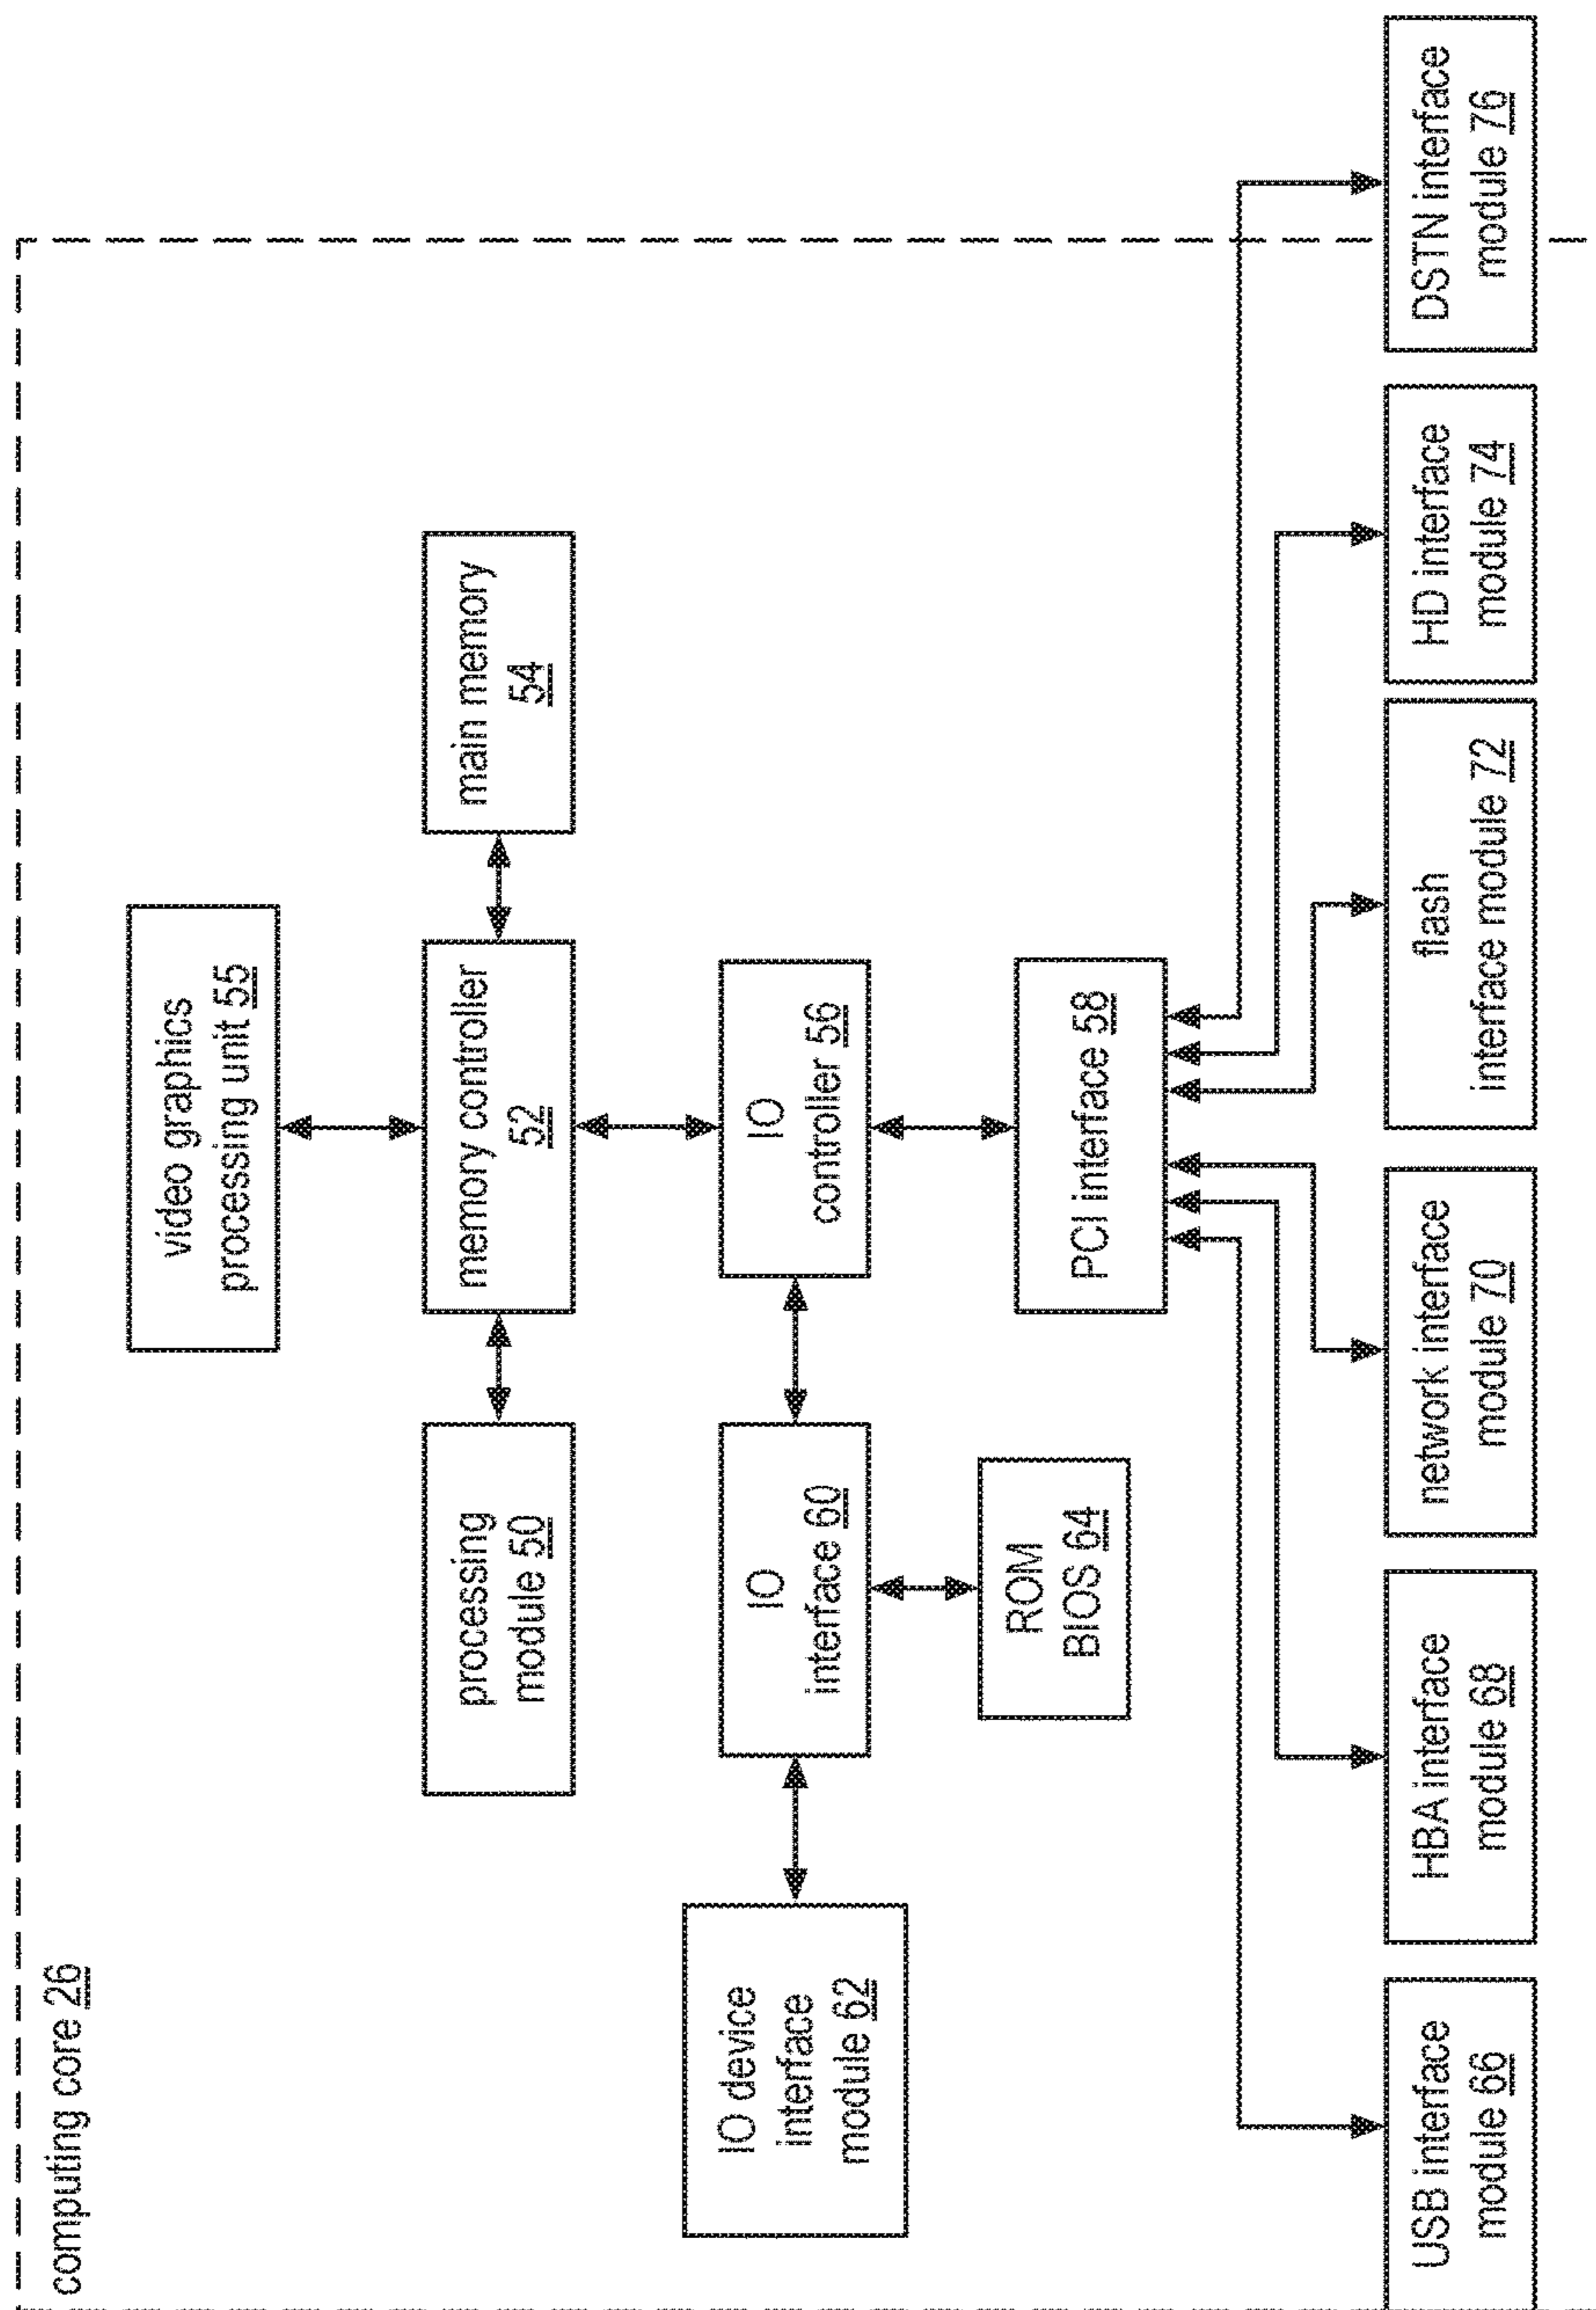 computing core 26
video graphics
processing unit 55
processing
module 50
memory controller
52
main memory
54
IO device
interface
module 62
IO
interface 60
IO
controller 56
ROM
BIOS 64
PCI interface 58
USB interface
module 66
HBA interface
module 68
network interface
module 70
flash
interface module 72
HD interface
module 74
DSTN interface
module 76